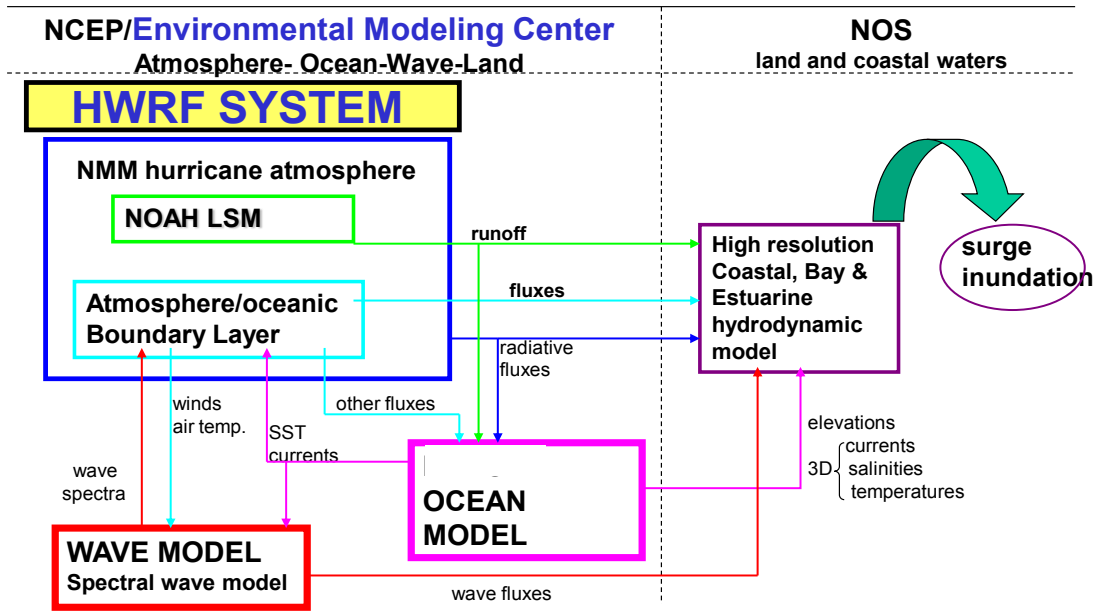 NCEP/Environmental Modeling Center
Atmosphere- Ocean-Wave-Land
NOS
land and coastal waters
HWRF SYSTEM
NMM hurricane atmosphere
NOAH LSM
runoff
Atmosphere/oceanic
Boundary Layer
fluxes
radiative
fluxes
High resolution
Coastal, Bay &
Estuarine
hydrodynamic
model
surge
inundation
winds
air temp.
other fluxes
SST
currents
wave
spectra
elevations
currents
3D salinities
temperatures
OCEAN
MODEL
WAVE MODEL
Spectral wave model
wave fluxes